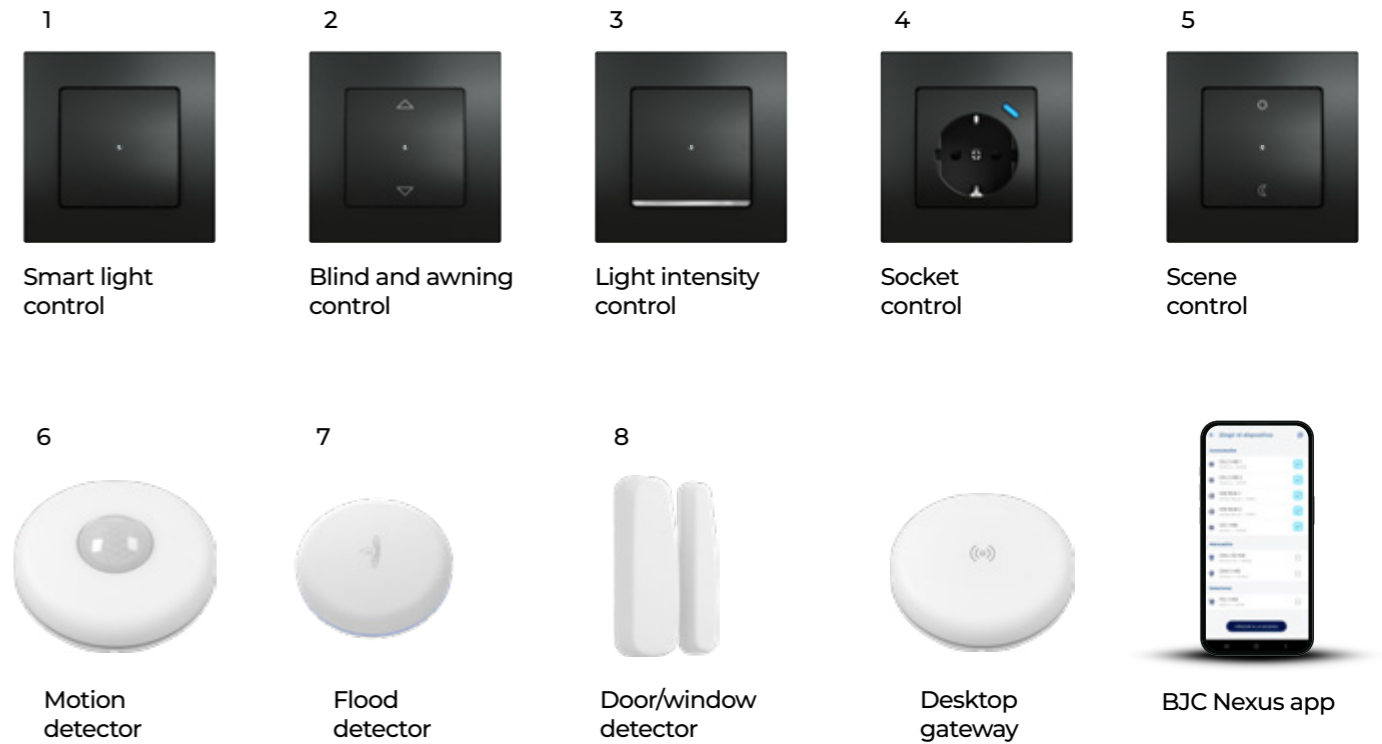 1
2
3
4
5
Smart light
control
Blind and awning
control
Light intensity
control
Socket
control
Scene
control
6
7
8
Motion
detector
Flood
detector
Door/window
detector
Desktop
gateway
BJC Nexus app